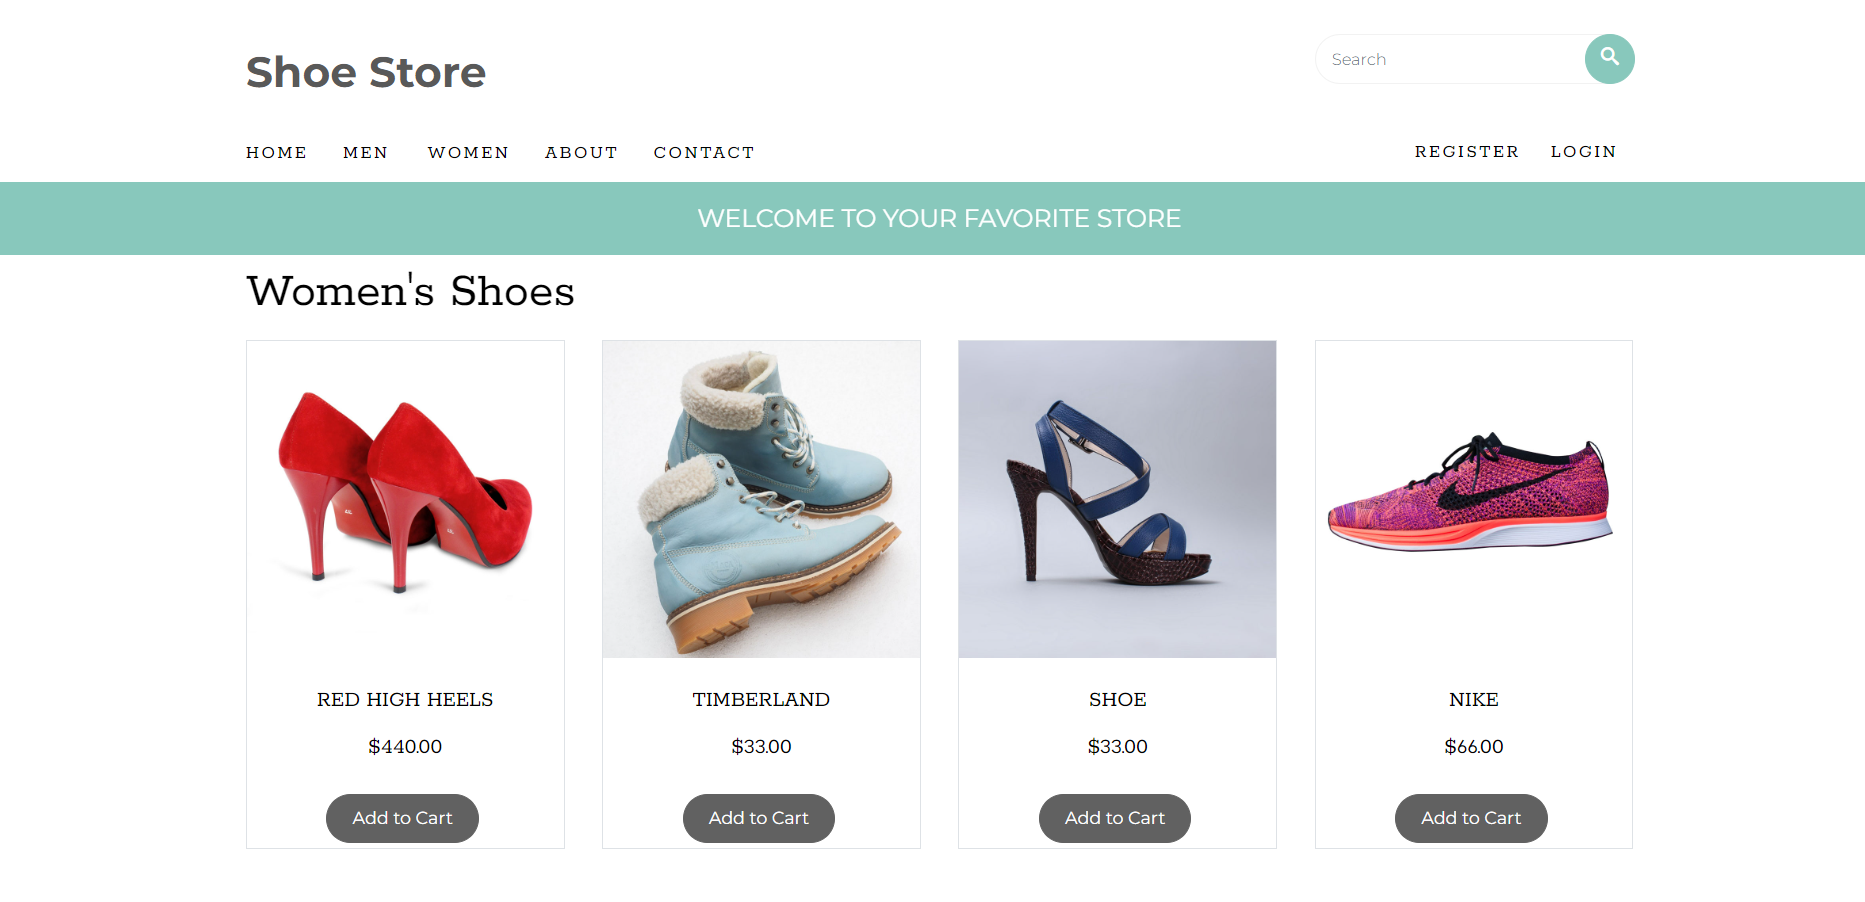 Shoe Store
Search
HOME MEN WOMEN ABOUT CONTACT
REGISTER LOGIN
WELCOME TO YOUR FAVORITE STORE
Women's Shoes
RED HIGH HEELS
$440.00
Add to Cart
TIMBERLAND
$33.00
Add to Cart
SHOE
$33.00
Add to Cart
NIKE
$66.00
Add to Cart